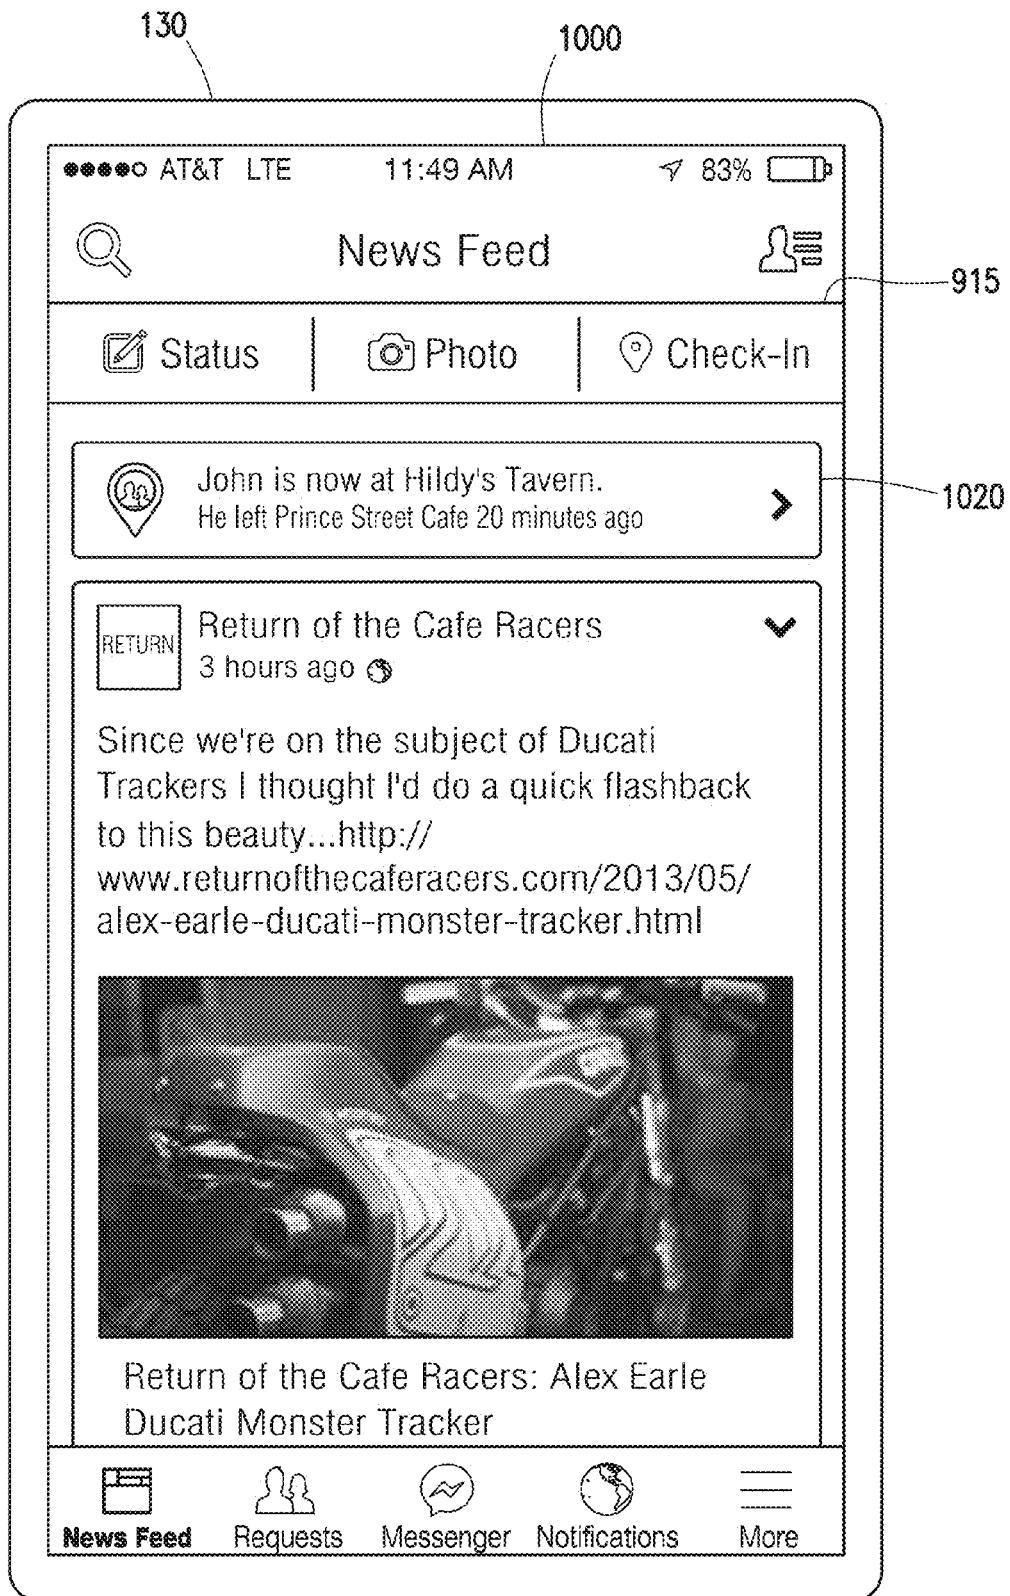 130
1000
AT&T LTE 11:49 AM 83%
News Feed
915
Status Photo Check-In
John is now at Hildy's Tavern.
He left Prince Street Cafe 20 minutes ago
1020
RETURN
Return of the Cafe Racers
3 hours ago
Since we're on the subject of Ducati
Trackers I thought I'd do a quick flashback
to this beauty...http://
www.returnofthecaferacers.com/2013/05/
alex-earle-ducati-monster-tracker.html
Return of the Cafe Racers: Alex Earle
Ducati Monster Tracker
News Feed Requests Messenger Notifications More